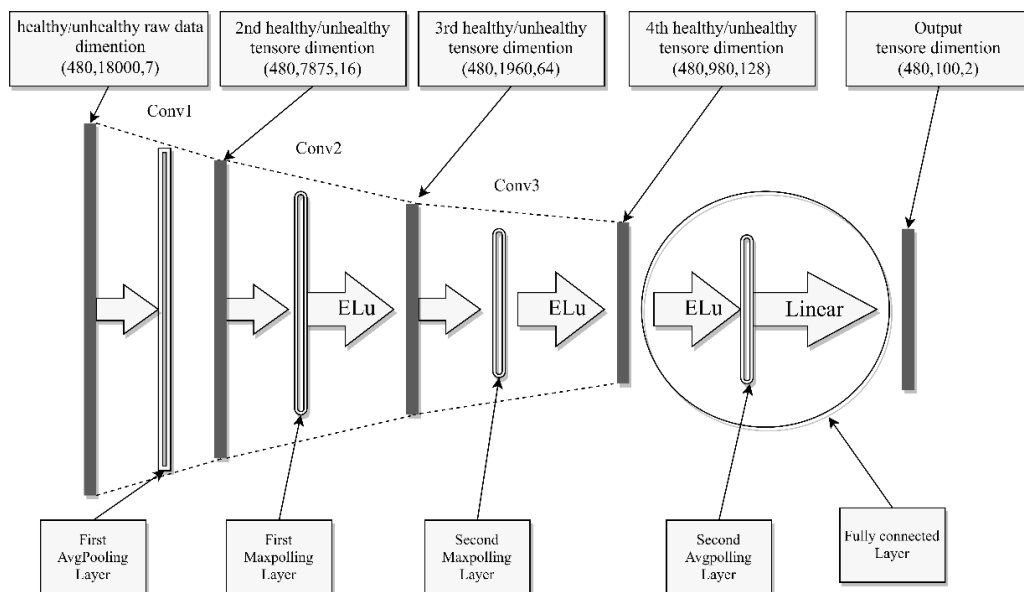 healthy/unhealthy raw data
dimention
(480,18000,7)
2nd healthy/unhealthy
tensore dimention
(480,7875,16)
3rd healthy/unhealthy
tensore dimention
(480,1960,64)
4th healthy/unhealthy
tensore dimention
(480,980,128)
Output
tensore dimention
(480,100,2)
Conv1
Conv2
Conv3
ELu
ELu
ELu
Linear
First
AvgPooling
Layer
First
Maxpolling
Layer
Second
Maxpolling
Layer
Second
Avgpolling
Layer
Fully connected
Layer